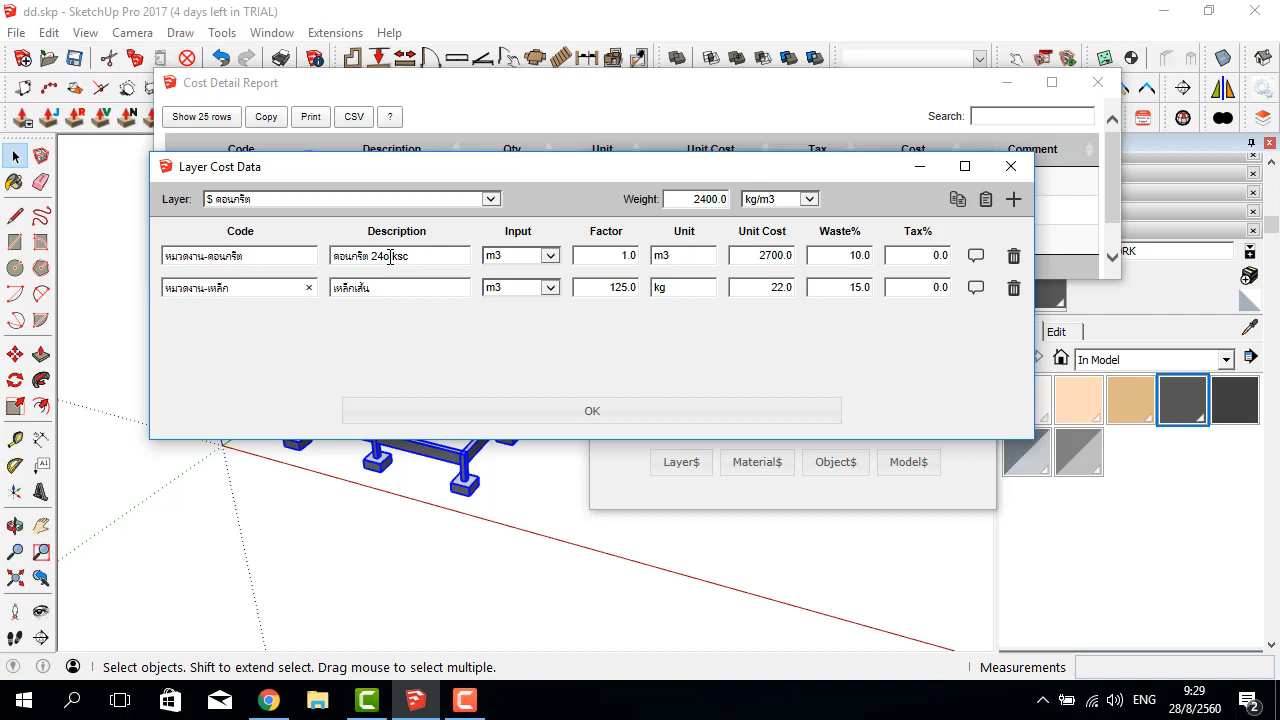 dd.skp - SketchUp Pro 2017 (4 days left in TRIAL)
File Edit View Camera Draw Tools Window Extensions Help
Cost Detail Report
Show 25 rows Copy Print CSV ? Search:
Code Description Qty Unit Unit Cost Tax Cost Comment
Layer Cost Data
Layer: S คอนกรีต Weight: 2400.0 kg/m3
Code Description Input Factor Unit Unit Cost Waste% Tax%
หมวดงาน-คอนกรีต คอนกรีต 24o ksc m3 1.0 m3 2700.0 10.0 0.0
หมวดงาน-เหล็ก × เหล็กเส้น m3 125.0 kg 22.0 15.0 0.0
OK
Layer$ Material$ Object$ Model$
RK
Edit
In Model
Select objects. Shift to extend select. Drag mouse to select multiple.
Measurements
ENG
9:29
28/8/2560
2